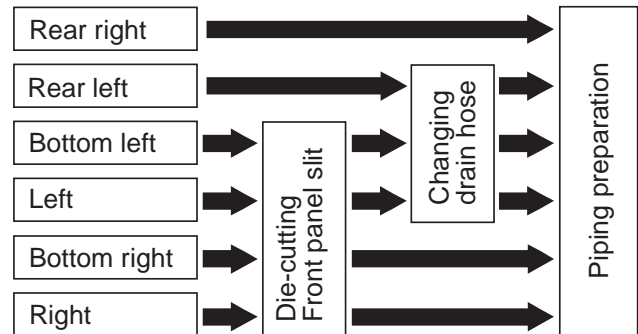 Rear right
Rear left
Bottom left
Left
Bottom right
Right
Die-cutting
Front panel slit
Changing
drain hose
Piping preparation